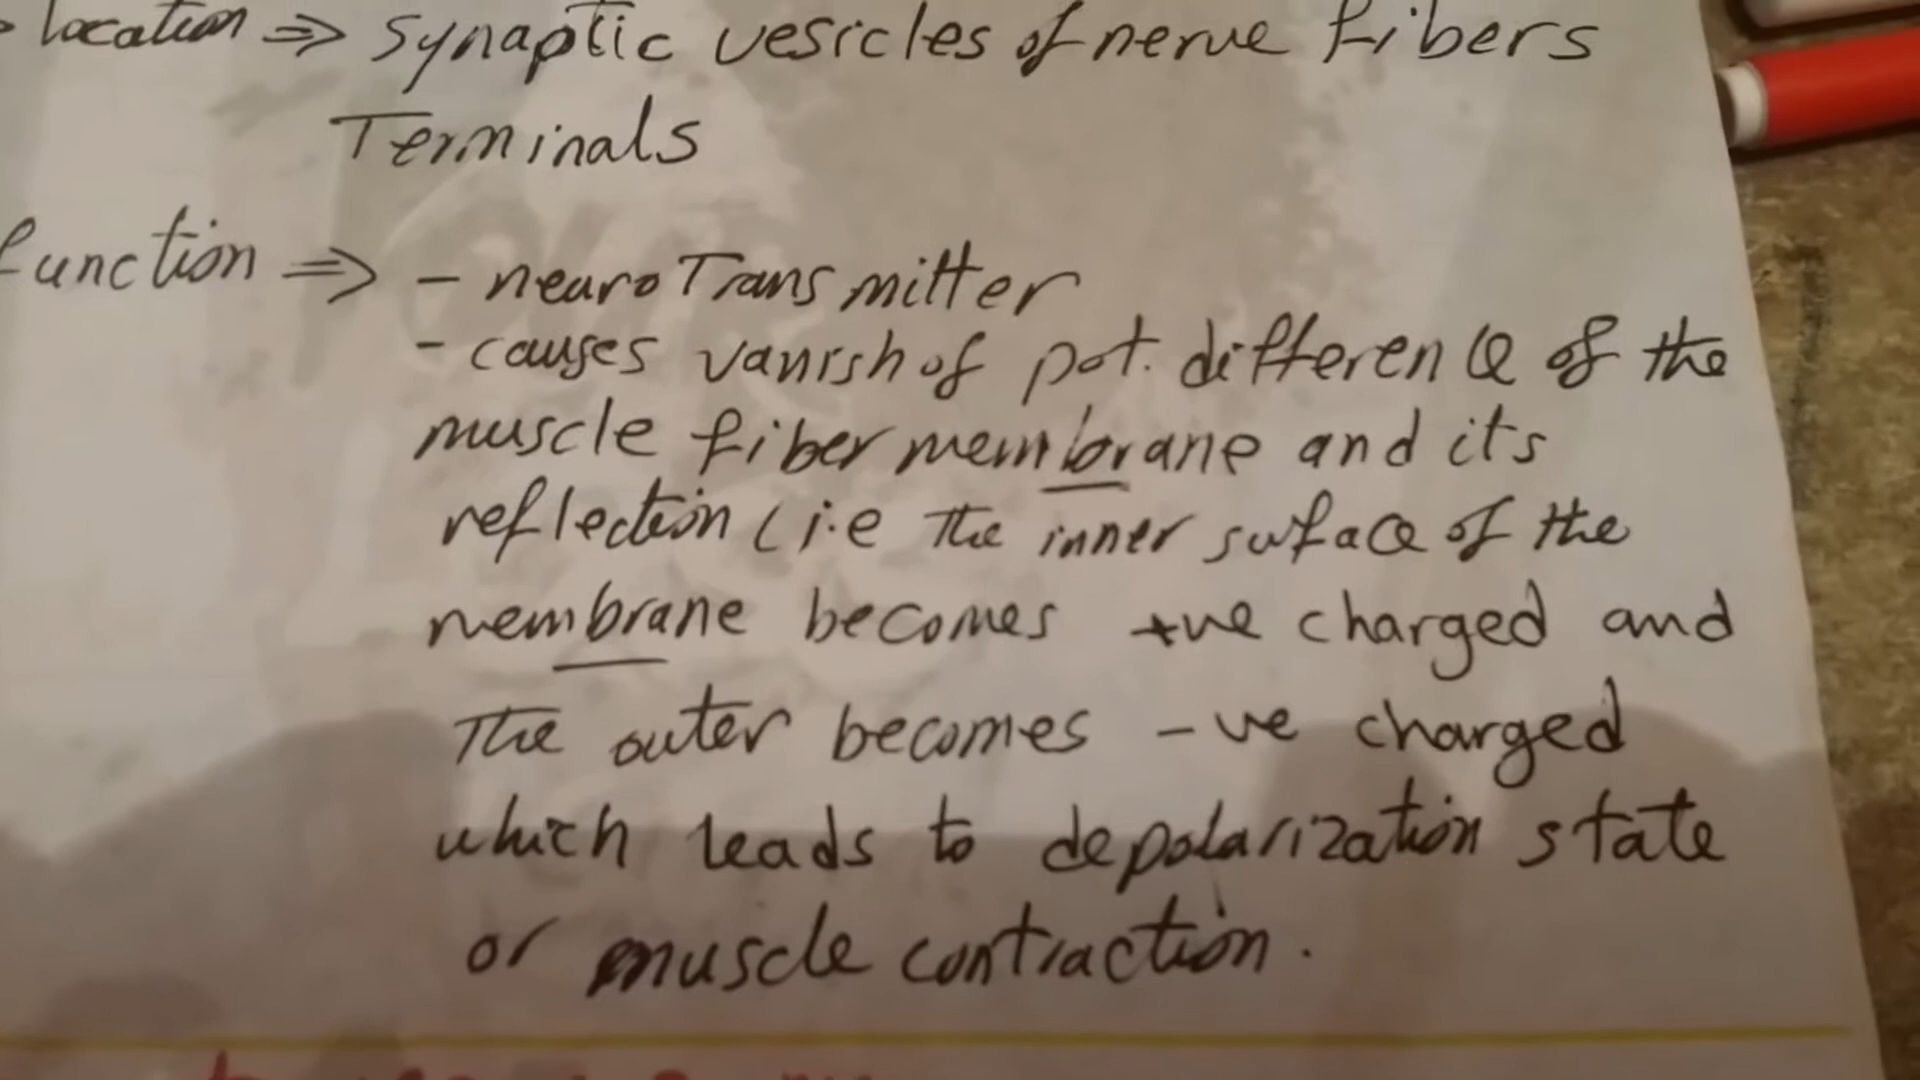 location ⇒ synaptic vesicles of nerve fibers
Terminals
function ⇒ - neuroTransmitter
- causes vanish of pot. difference of the
muscle fiber membrane and its
reflection (i.e the inner surface of the
membrane becomes +ve charged and
The outer becomes -ve charged
which leads to depolarization state
or muscle contraction.